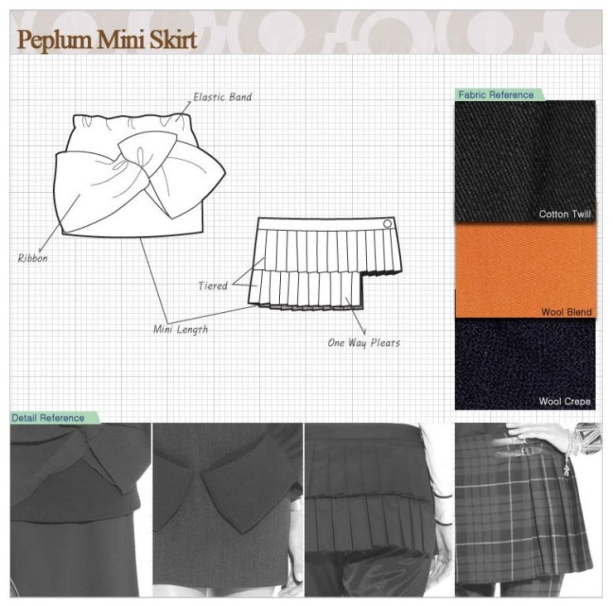 Peplum Mini Skirt
Elastic Band
Fabric Reference
Cotton Twill
Ribbon
Tiered
Mini Length
One Way Pleats
Wool Blend
Wool Crepe
Detail Reference